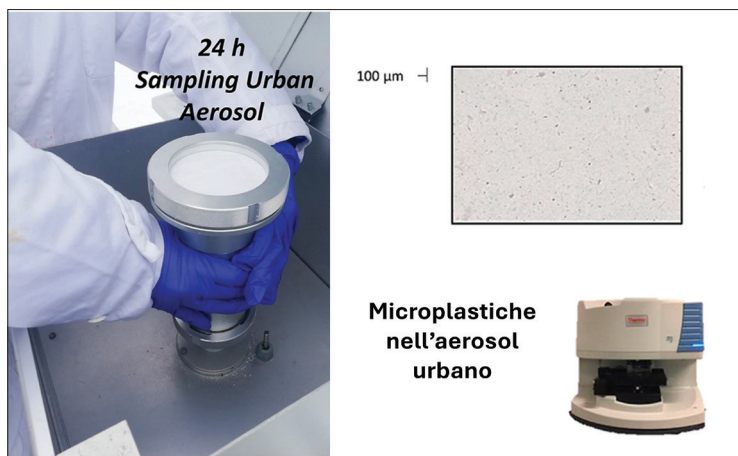 24 h
Sampling Urban
Aerosol
100 µm
Microplastiche
nell’aerosol
urbano